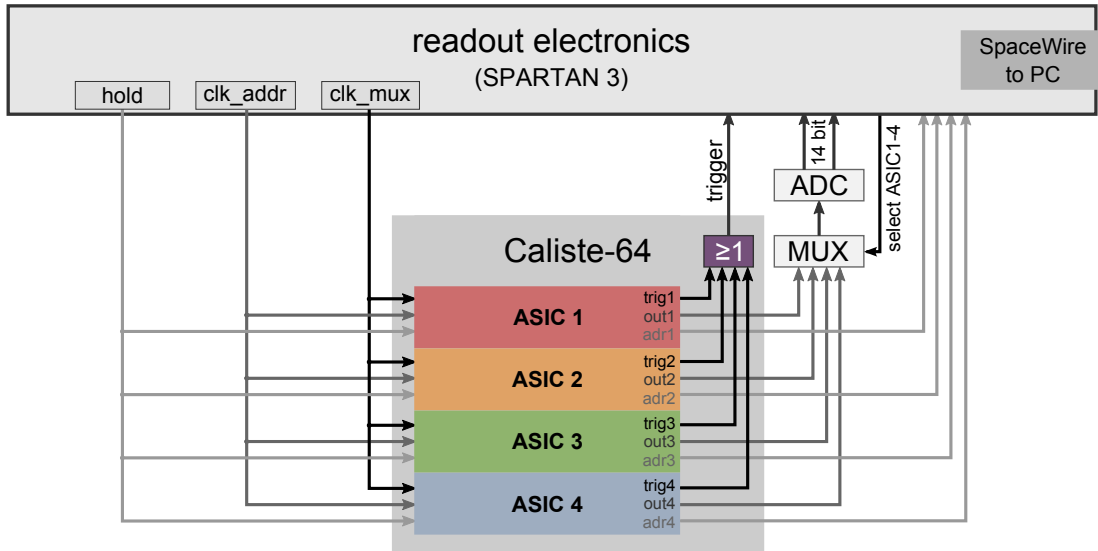 readout electronics
(SPARTAN 3)
SpaceWire
to PC
hold
clk_addr
clk_mux
trigger
14 bit
select ASIC1-4
ADC
MUX
≥1
Caliste-64
ASIC 1
trig1
out1
adr1
ASIC 2
trig2
out2
adr2
ASIC 3
trig3
out3
adr3
ASIC 4
trig4
out4
adr4